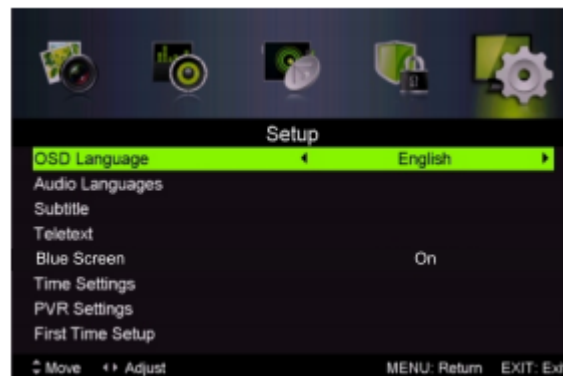 Setup
OSD Language English
Audio Languages
Subtitle
Teletext
Blue Screen On
Time Settings
PVR Settings
First Time Setup
Move Adjust MENU: Return EXIT: Exi